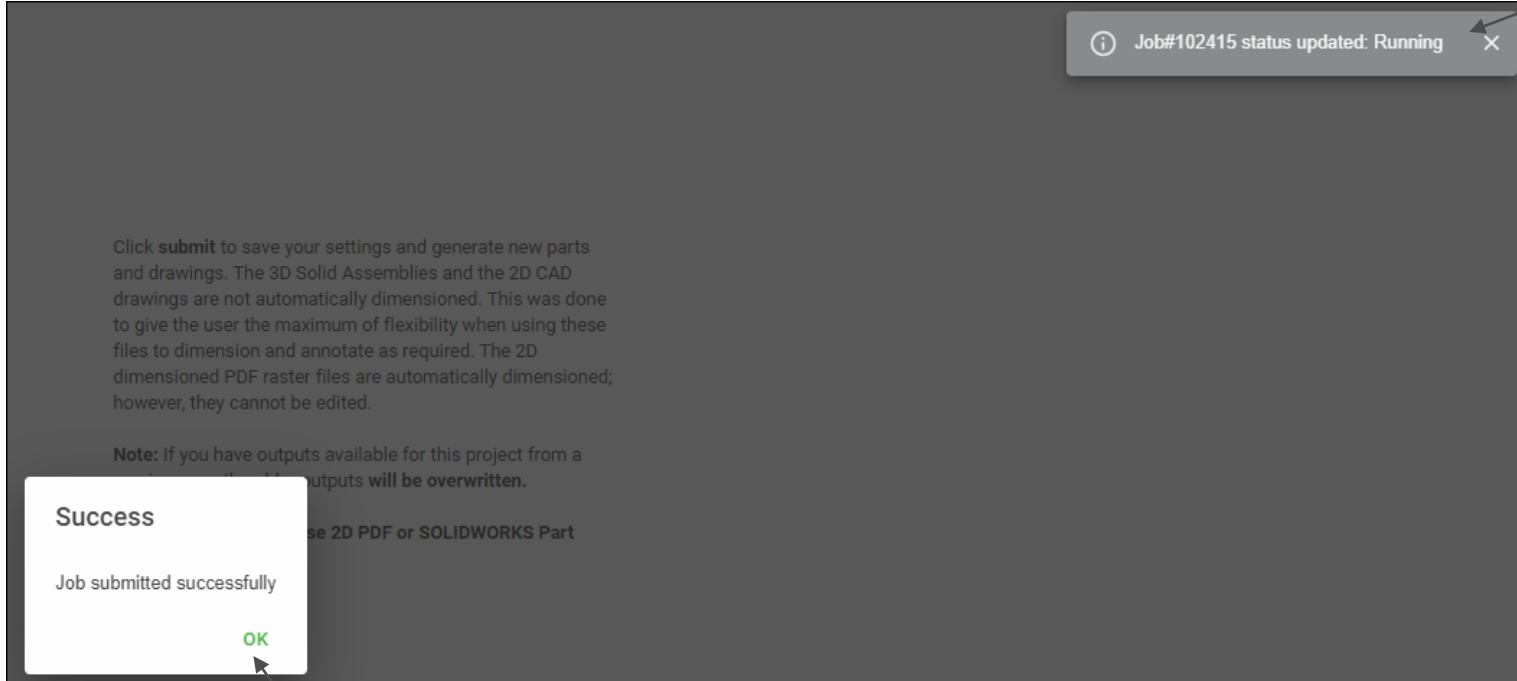 Job#102415 status updated: Running
Click submit to save your settings and generate new parts
and drawings. The 3D Solid Assemblies and the 2D CAD
drawings are not automatically dimensioned. This was done
to give the user the maximum of flexibility when using these
files to dimension and annotate as required. The 2D
dimensioned PDF raster files are automatically dimensioned;
however, they cannot be edited.
Note: If you have outputs available for this project from a
outputs will be overwritten.
se 2D PDF or SOLIDWORKS Part
Success
Job submitted successfully
OK